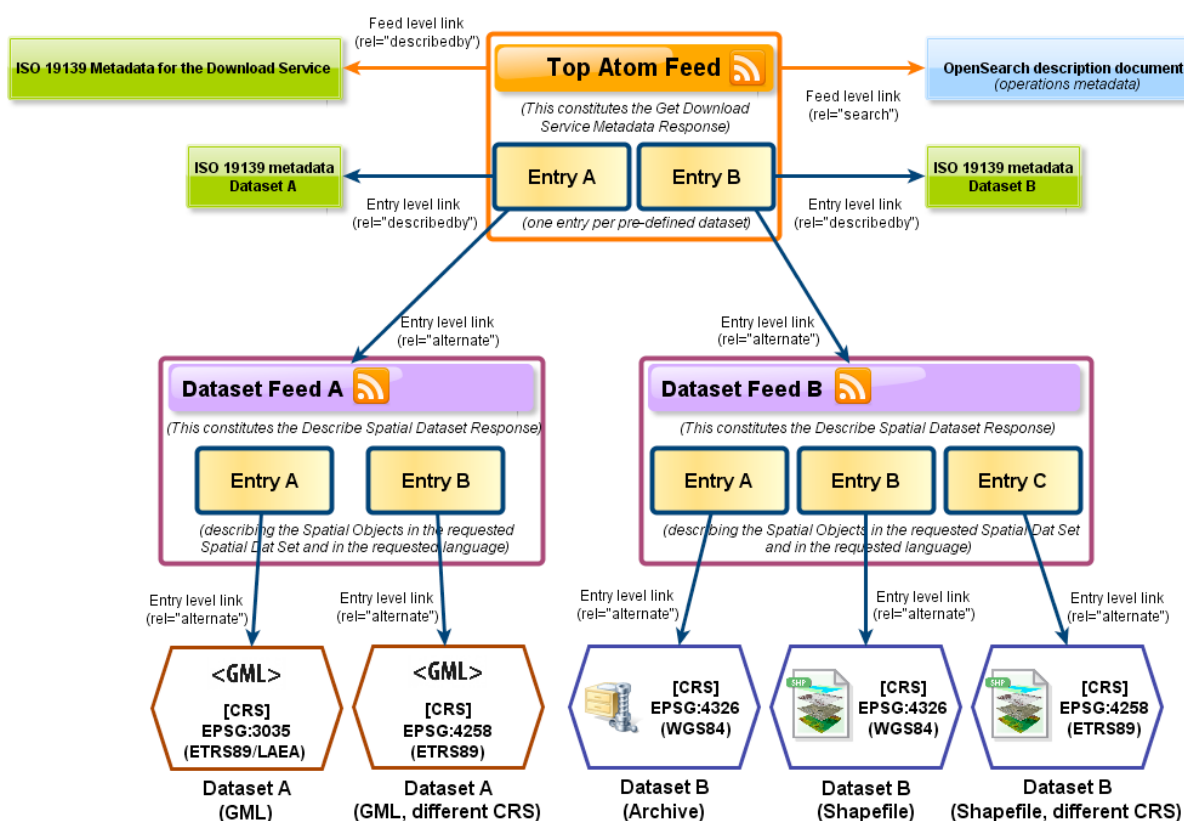 Feed level link
(rel="describedby")
ISO 19139 Metadata for the Download Service
Top Atom Feed
OpenSearch description document
(operations metadata)
Feed level link
(rel="search")
(This constitutes the Get Download
Service Metadata Response)
ISO 19139 metadata
Dataset A
Entry A
Entry B
ISO 19139 metadata
Dataset B
Entry level link
(rel="describedby")
(one entry per pre-defined dataset)
Entry level link
(rel="describedby")
Entry level link
(rel="alternate")
Entry level link
(rel="alternate")
Dataset Feed A
(This constitutes the Describe Spatial Dataset Response)
Entry A
Entry B
(describing the Spatial Objects in the requested
Spatial Dat Set and in the requested language)
Dataset Feed B
(This constitutes the Describe Spatial Dataset Response)
Entry A
Entry B
Entry C
(describing the Spatial Objects in the requested Spatial Dat Set
and in the requested language)
Entry level link
(rel="alternate")
Entry level link
(rel="alternate")
Entry level link
(rel="alternate")
Entry level link
(rel="alternate")
Entry level link
(rel="alternate")
<GML>
[CRS]
EPSG:3035
(ETRS89/LAEA)
Dataset A
(GML)
<GML>
[CRS]
EPSG:4258
(ETRS89)
Dataset A
(GML, different CRS)
[CRS]
EPSG:4326
(WGS84)
Dataset B
(Archive)
SHP
[CRS]
EPSG:4326
(WGS84)
Dataset B
(Shapefile)
SHP
[CRS]
EPSG:4258
(ETRS89)
Dataset B
(Shapefile, different CRS)